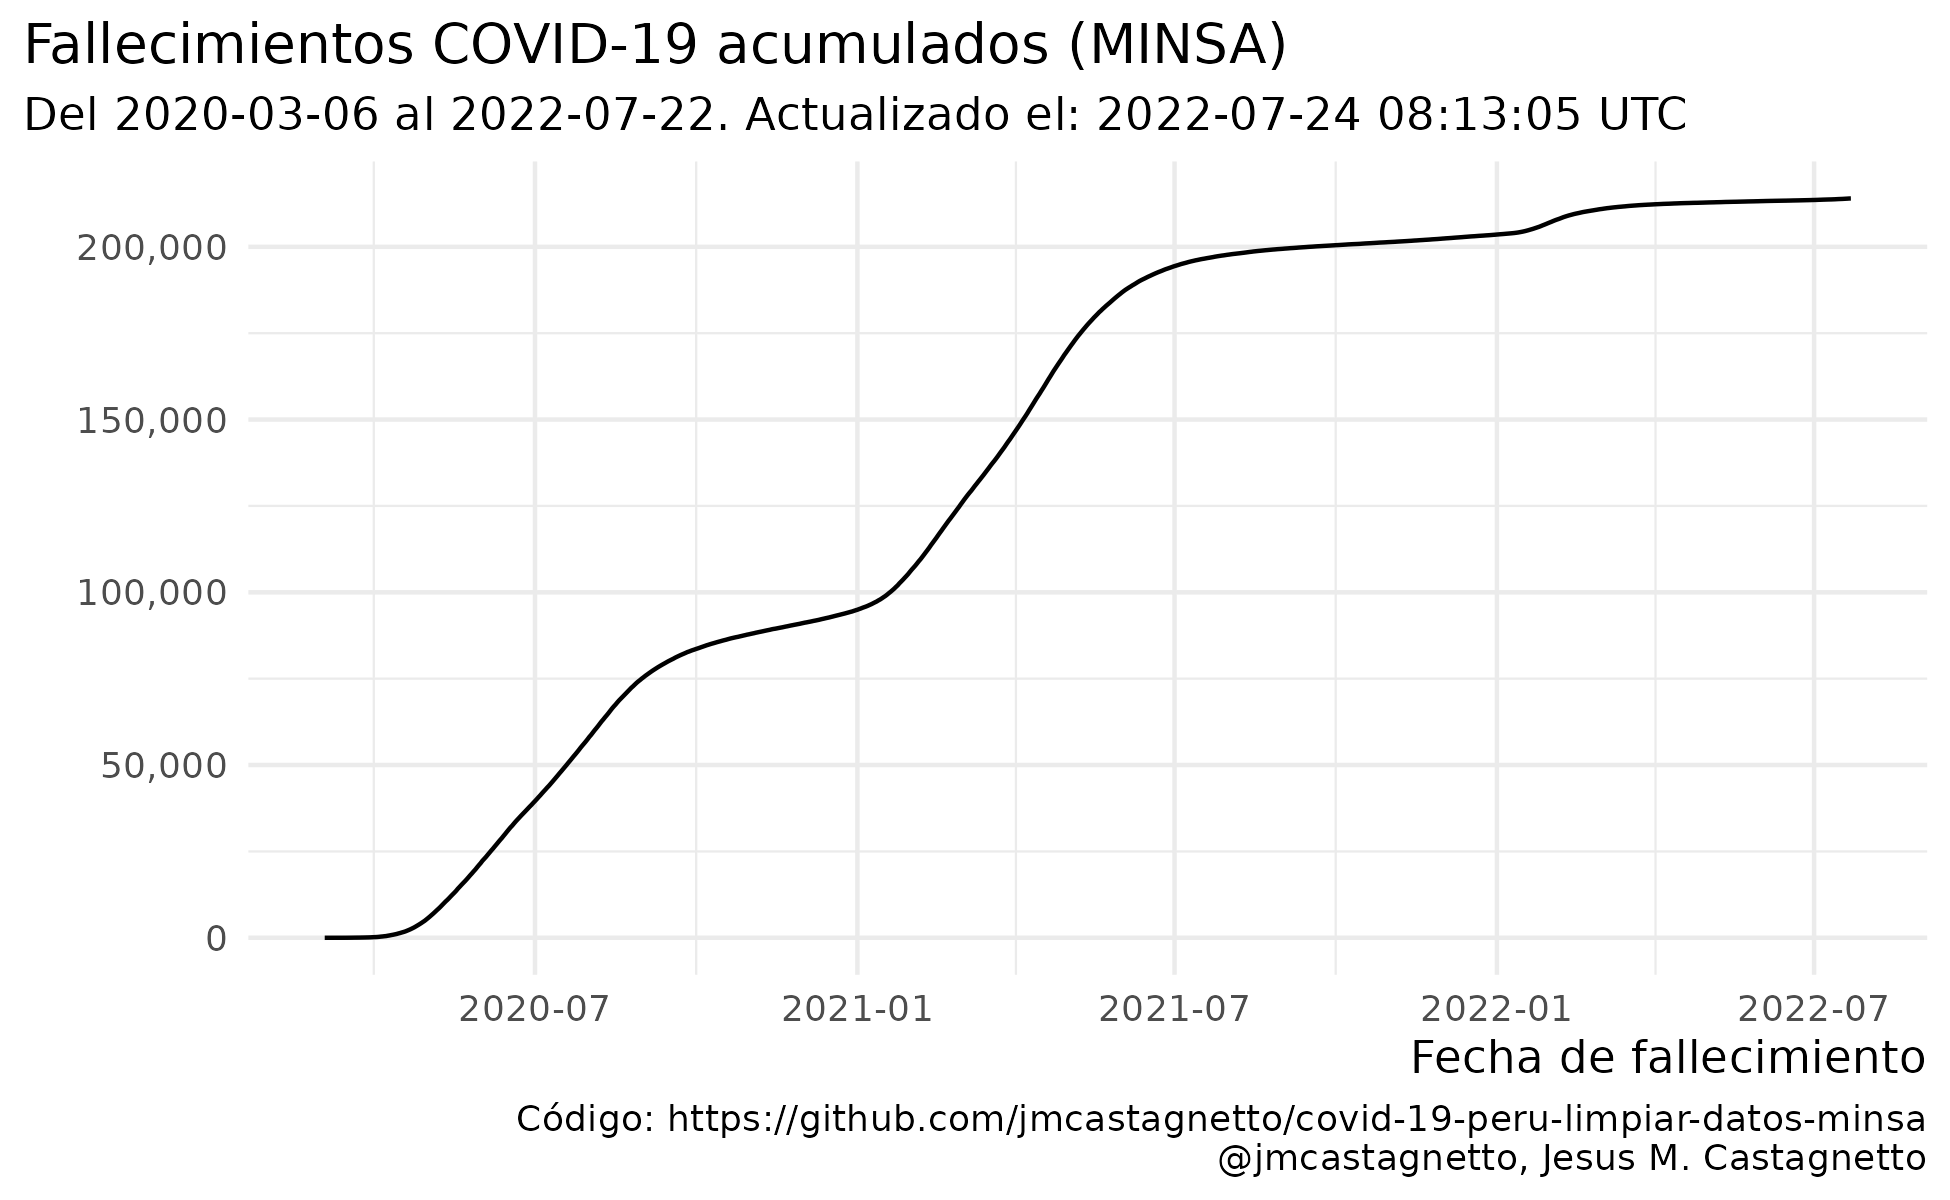 Fallecimientos COVID-19 acumulados (MINSA)
Del 2020-03-06 al 2022-07-22. Actualizado el: 2022-07-24 08:13:05 UTC
200,000
150,000
100,000
50,000
0
2020-07 2021-01 2021-07 2022-01 2022-07
Fecha de fallecimiento
Código: https://github.com/jmcastagnetto/covid-19-peru-limpiar-datos-minsa
@jmcastagnetto, Jesus M. Castagnetto